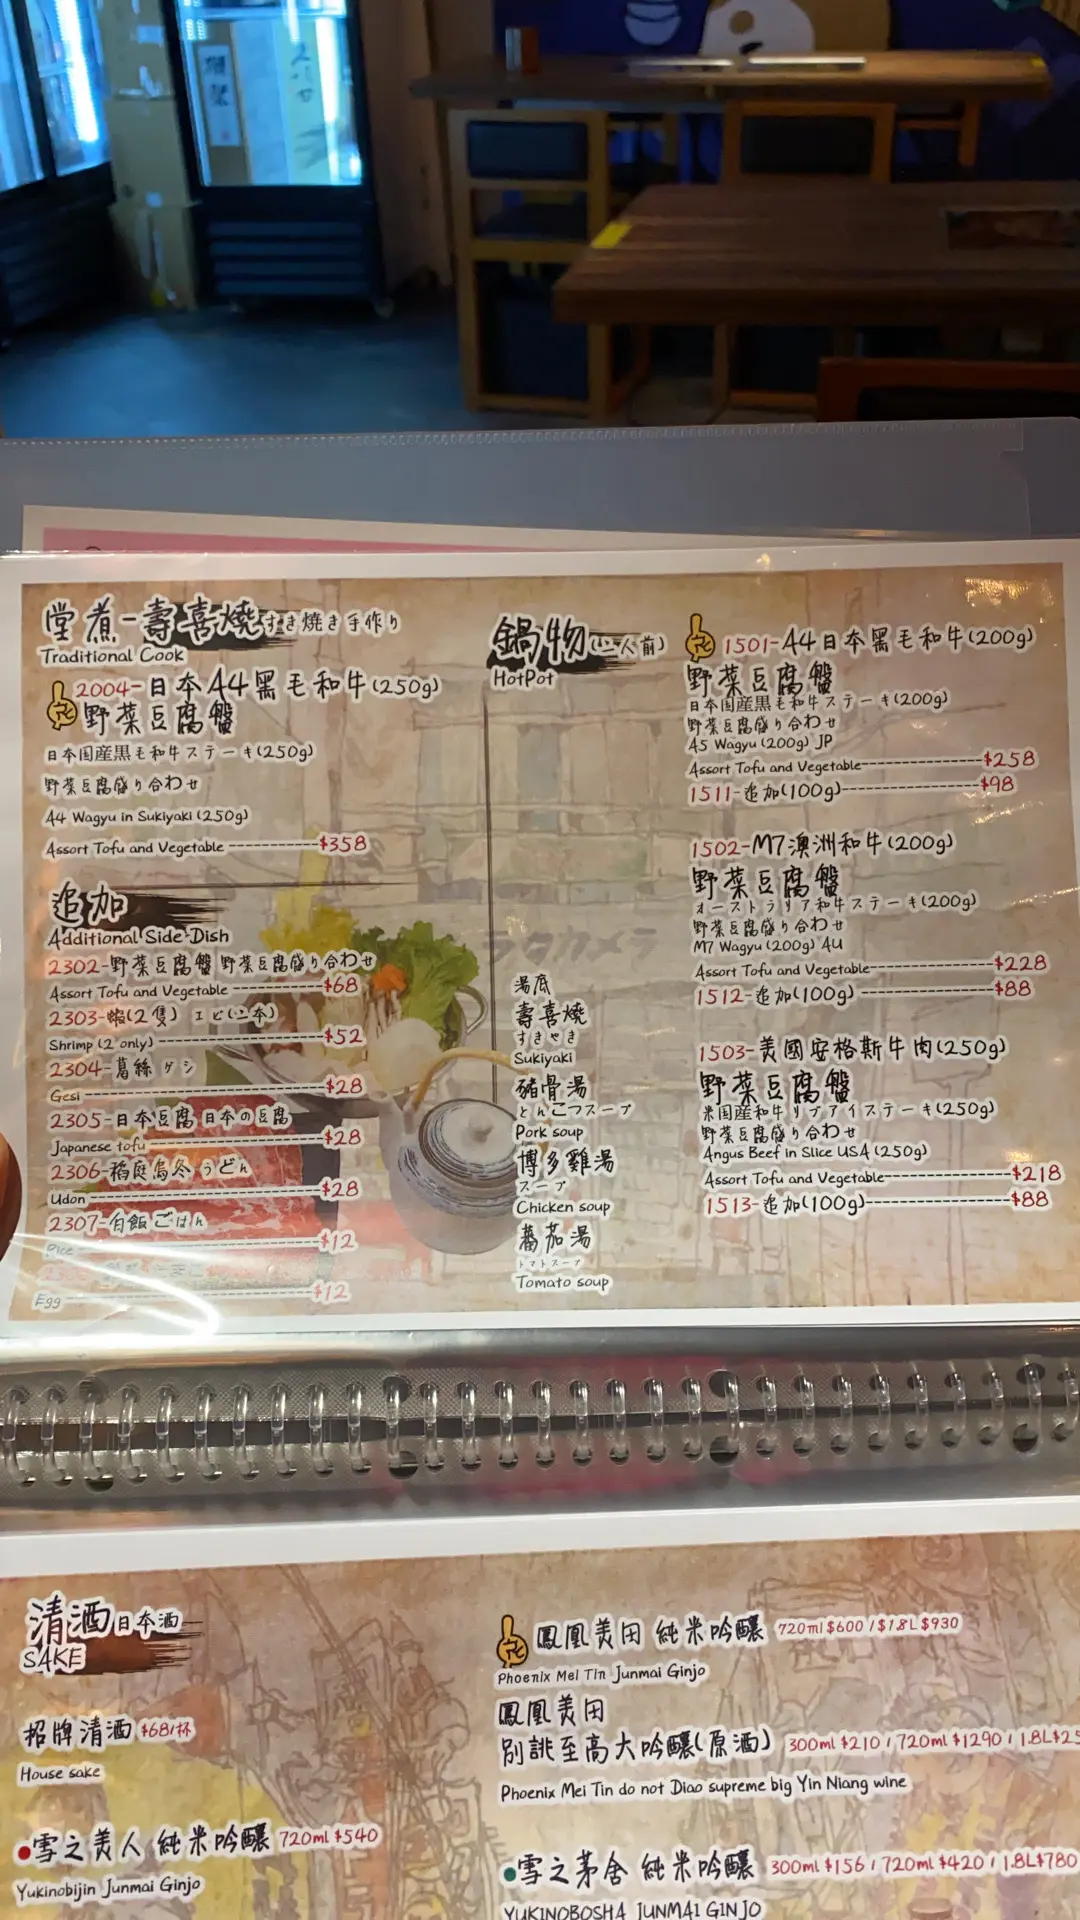 堂煮-壽喜燒すき焼き手作り
Traditional Cook
2004-日本A4黑毛和牛(250g)
野菜豆腐盤
日本国産黒毛和牛ステーキ(250g)
野菜豆腐盛り合わせ
A4 Wagyu in Sukiyaki (250g)
Assort Tofu and Vegetable ----------$358
追加
Additional Side Dish
2302-野菜豆腐盤 野菜豆腐盛り合わせ
Assort Tofu and Vegetable ----------$68
2303-蝦(2隻) エビ(二本)
Shrimp (2 only) ----------$52
2304-葛絲 ゲシ
Gesi ----------$28
2305-日本豆腐 日本の豆腐
Japanese tofu ----------$28
2306-稻庭烏冬 うどん
Udon ----------$28
2307-白飯 ごはん
Rice ----------$12
Egg ----------$12
鍋物(二人前)
HotPot
湯底
壽喜燒
すきやき
Sukiyaki
豬骨湯
とんこつスープ
Pork soup
博多雞湯
スープ
Chicken soup
蕃茄湯
トマトスープ
Tomato soup
1501-A4日本黑毛和牛(200g)
野菜豆腐盤
日本国産黒毛和牛ステーキ(200g)
野菜豆腐盛り合わせ
A5 Wagyu (200g) JP
Assort Tofu and Vegetable----------$258
1511-追加(100g)----------$98
1502-M7澳洲和牛(200g)
野菜豆腐盤
オーストラリア和牛ステーキ(200g)
野菜豆腐盛り合わせ
M7 Wagyu (200g) AU
Assort Tofu and Vegetable----------$228
1512-追加(100g)----------$88
1503-美國安格斯牛肉(250g)
野菜豆腐盤
米国産和牛リブアイステーキ(250g)
野菜豆腐盛り合わせ
Angus Beef in Slice USA (250g)
Assort Tofu and Vegetable----------$218
1513-追加(100g)----------$88
清酒日本酒
SAKE
招牌清酒 $68/杯
House sake
雪之美人 純米吟釀 720ml $540
Yukinobijin Junmai Ginjo
鳳凰美田 純米吟釀 720ml $600 / $1.8L $930
Phoenix Mei Tin Junmai Ginjo
鳳凰美田
別誂至高大吟釀(原酒) 300ml $210 / 720ml $1290 / 1.8L $25
Phoenix Mei Tin do not Diao supreme big Yin Niang wine
雪之茅舍 純米吟釀 300ml $156 / 720ml $420 / 1.8L $780
YUKINOBOSHA JUNMAI GINJO